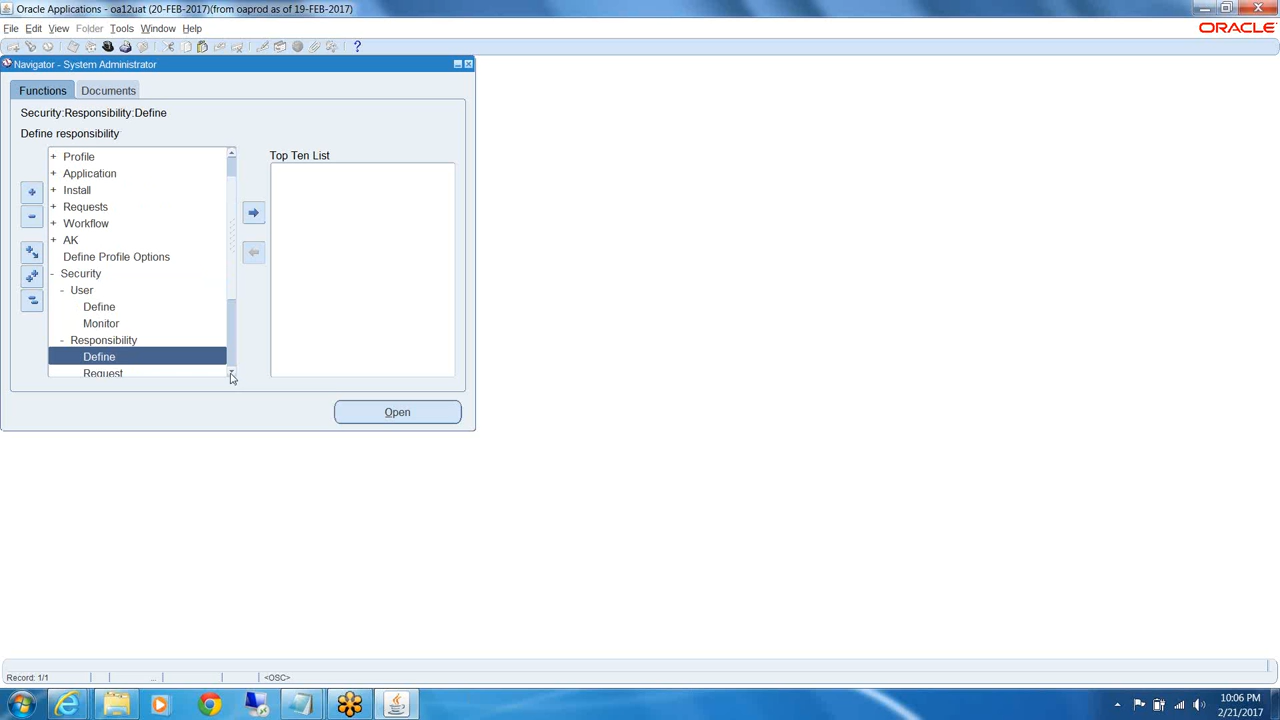 Oracle Applications - oa12uat (20-FEB-2017)(from oaprod as of 19-FEB-2017)
File Edit View Folder Tools Window Help
ORACLE
Navigator - System Administrator
Functions Documents
Security:Responsibility:Define
Define responsibility
Top Ten List
+ Profile
+ Application
+ Install
+ Requests
+ Workflow
+ AK
Define Profile Options
- Security
- User
Define
Monitor
- Responsibility
Define
Request
Open
Record: 1/1 ... <OSC>
10:06 PM
2/21/2017